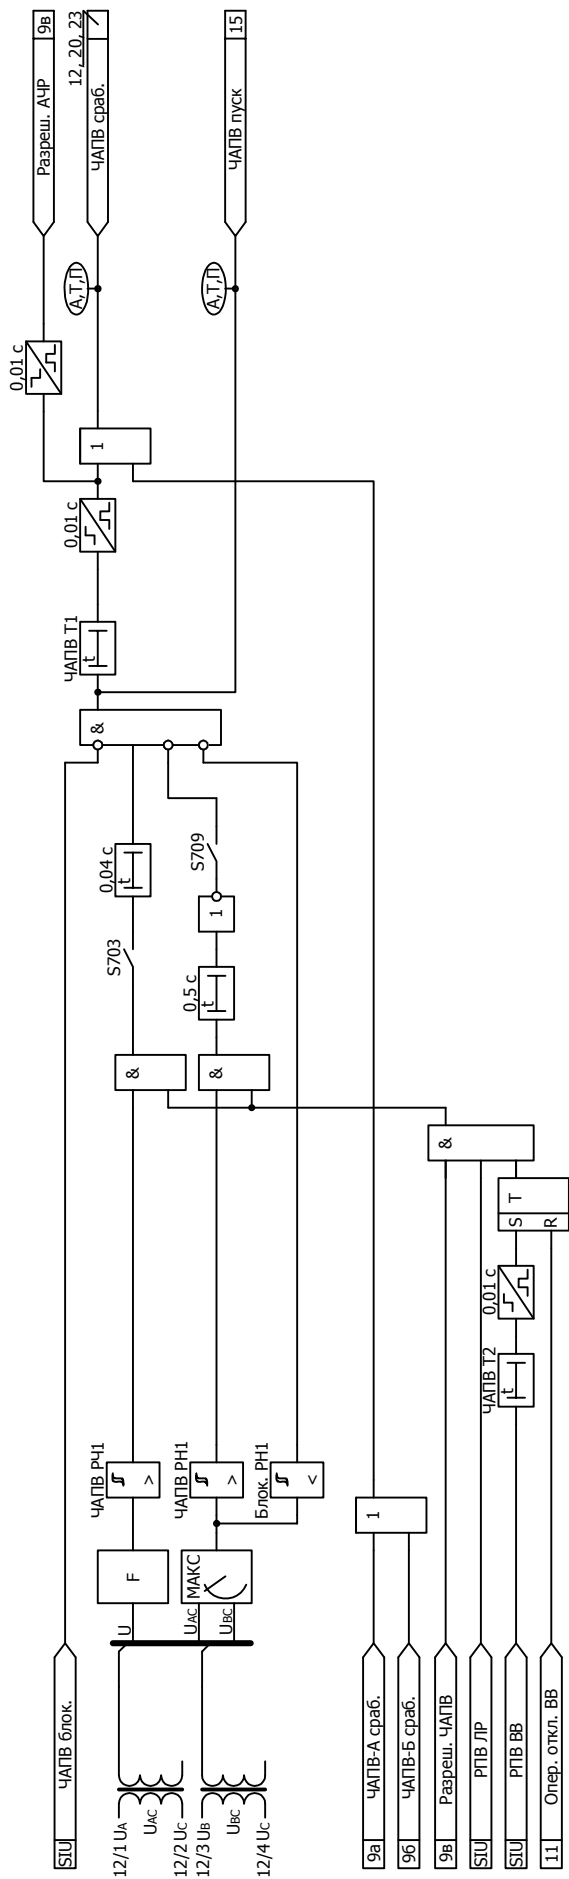 SIU ЧАПВ блок.
12/1 UA
UAC
12/2 UC
12/3 UB
UBC
12/4 UC
U
UAC
UBC
F
МАКС
ЧАПВ РЧ1
>
ЧАПВ РН1
>
Блок. РН1
<
&
&
S703
0,04 с
t
0,5 с
t
1
S709
&
ЧАПВ Т1
t
0,01 с
1
0,01 с
А,Т,П
А,Т,П
Разреш. АЧР 9в
ЧАПВ сраб.
12, 20, 23
ЧАПВ пуск 15
9а ЧАПВ-А сраб.
9б ЧАПВ-Б сраб.
1
9в Разреш. ЧАПВ
SIU РПВ ЛР
SIU РПВ ВВ
11 Опер. откл. ВВ
ЧАПВ Т2
t
0,01 с
S T
R
&